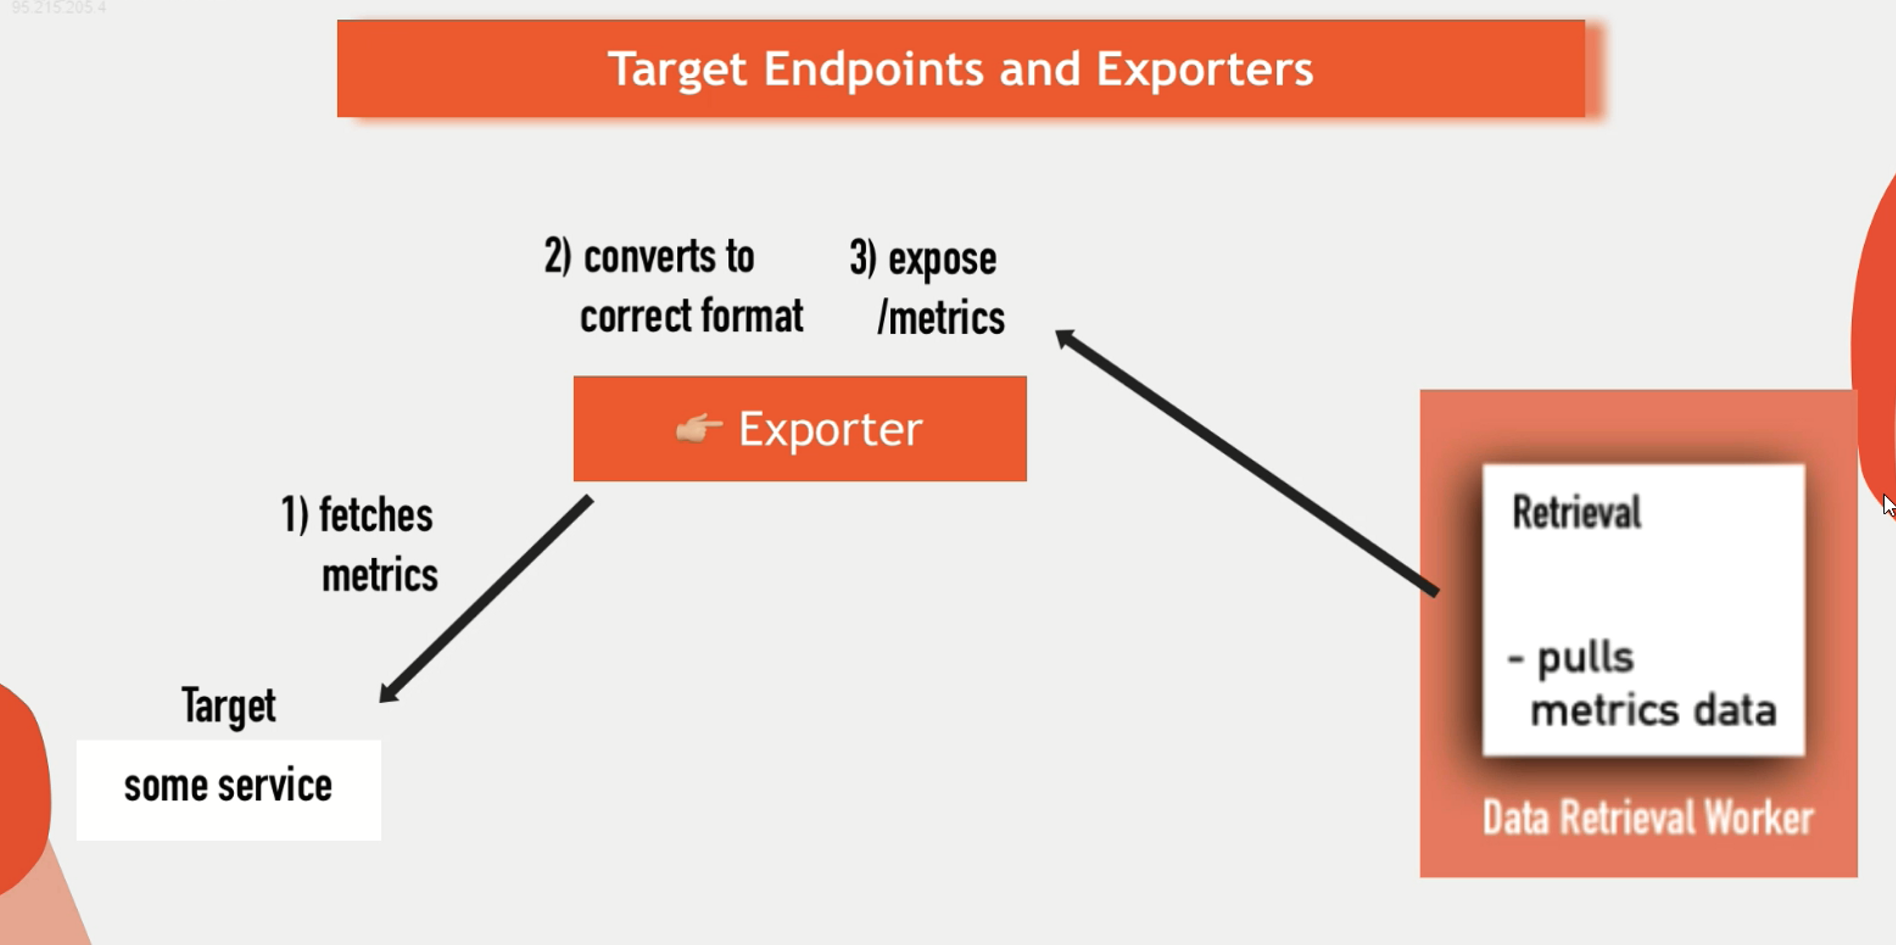 95.215.205.4
Target Endpoints and Exporters
2) converts to
correct format
3) expose
/metrics
Exporter
1) fetches
metrics
Target
some service
Retrieval
- pulls
metrics data
Data Retrieval Worker